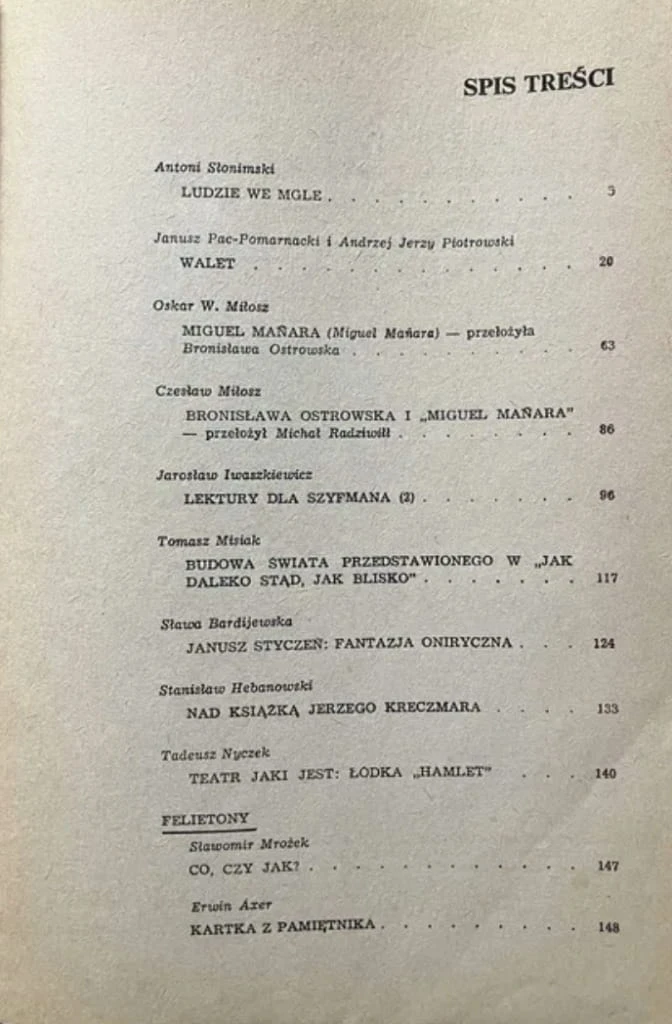 SPIS TREŚCI
Antoni Słonimski
LUDZIE WE MGLE . . . . . . . . . . 5
Janusz Pac-Pomarnacki i Andrzej Jerzy Piotrowski
WALET . . . . . . . . . . . . . 20
Oskar W. Miłosz
MIGUEL MAÑARA (Miguel Mañara) — przełożyła
Bronisława Ostrowska . . . . . . . . . 63
Czesław Miłosz
BRONISŁAWA OSTROWSKA I „MIGUEL MAÑARA”
— przełożył Michał Radziwiłł . . . . . . . 86
Jarosław Iwaszkiewicz
LEKTURY DLA SZYFMANA (2) . . . . . . . 96
Tomasz Misiak
BUDOWA ŚWIATA PRZEDSTAWIONEGO W „JAK
DALEKO STĄD, JAK BLISKO” . . . . . . . 117
Sława Bardijewska
JANUSZ STYCZEŃ: FANTAZJA ONIRYCZNA . . . 124
Stanisław Hebanowski
NAD KSIĄŻKĄ JERZEGO KRECZMARA . . . . 133
Tadeusz Nyczek
TEATR JAKI JEST: ŁÓDKA „HAMLET” . . . 140
FELIETONY
Sławomir Mrożek
CO, CZY JAK? . . . . . . . . . . . 147
Erwin Axer
KARTKA Z PAMIĘTNIKA . . . . . . . . 148